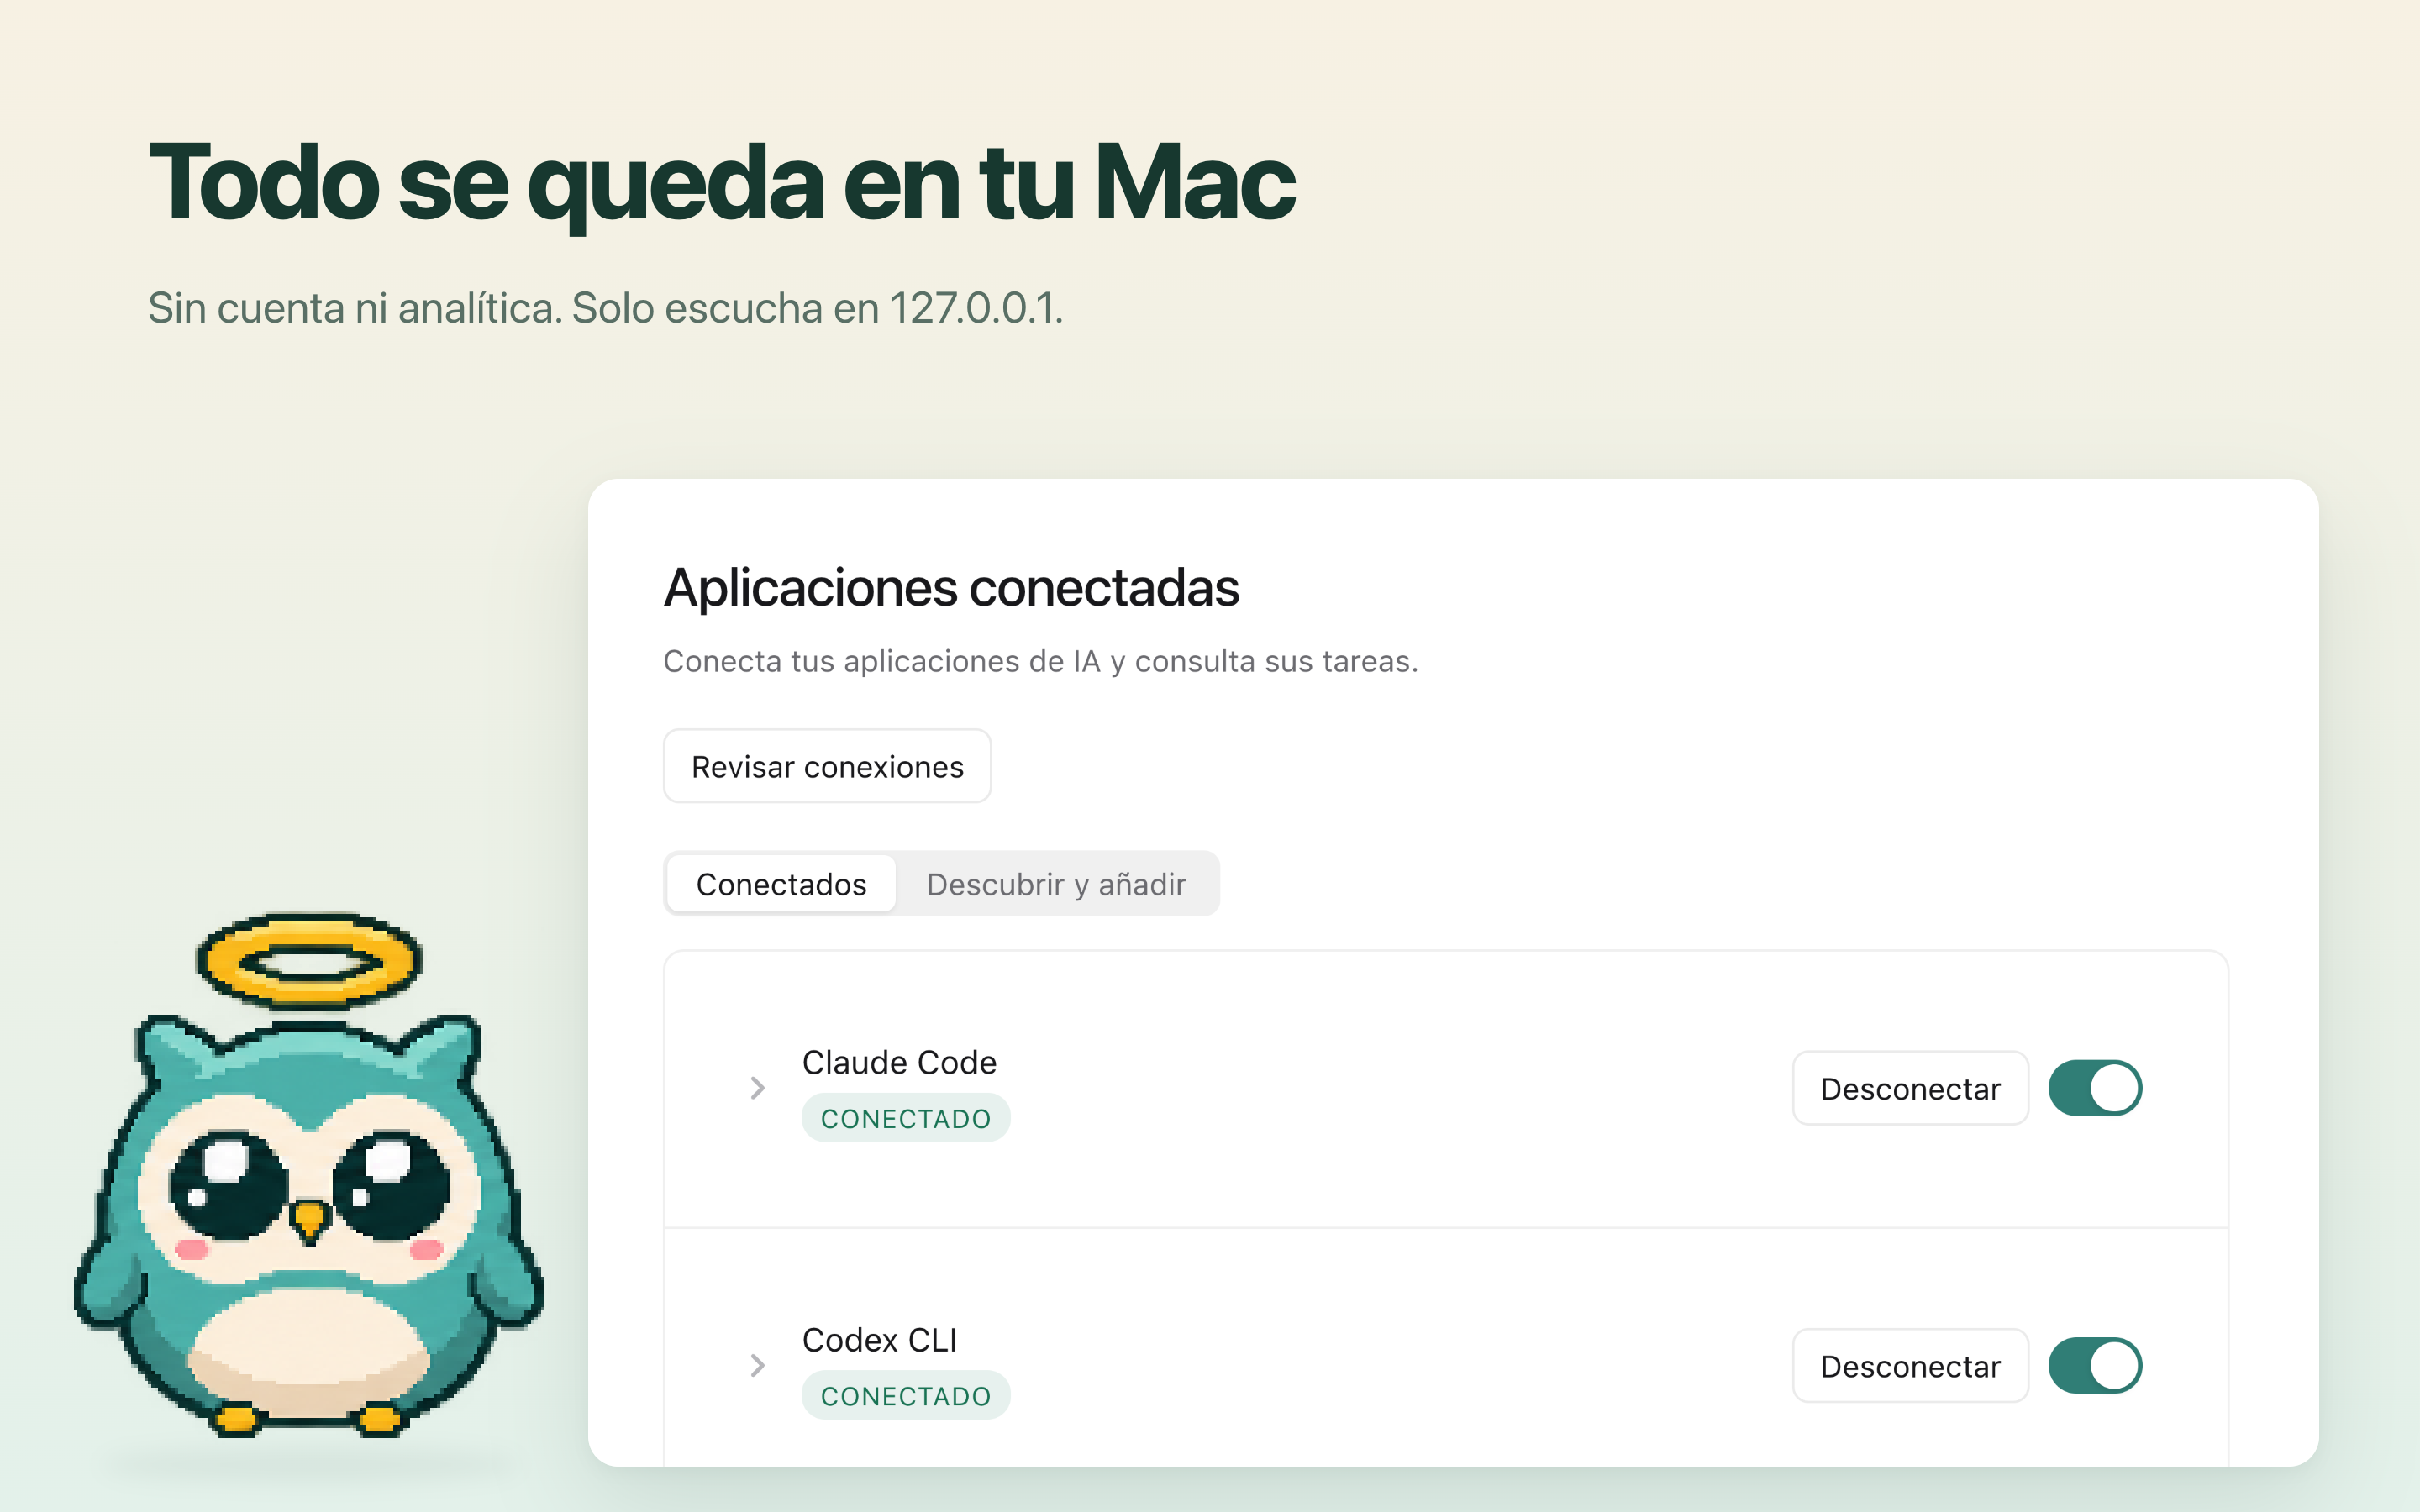 Todo se queda en tu Mac
Sin cuenta ni analítica. Solo escucha en 127.0.0.1.
Aplicaciones conectadas
Conecta tus aplicaciones de IA y consulta sus tareas.
Revisar conexiones
Conectados
Descubrir y añadir
Claude Code
CONECTADO
Desconectar
Codex CLI
CONECTADO
Desconectar